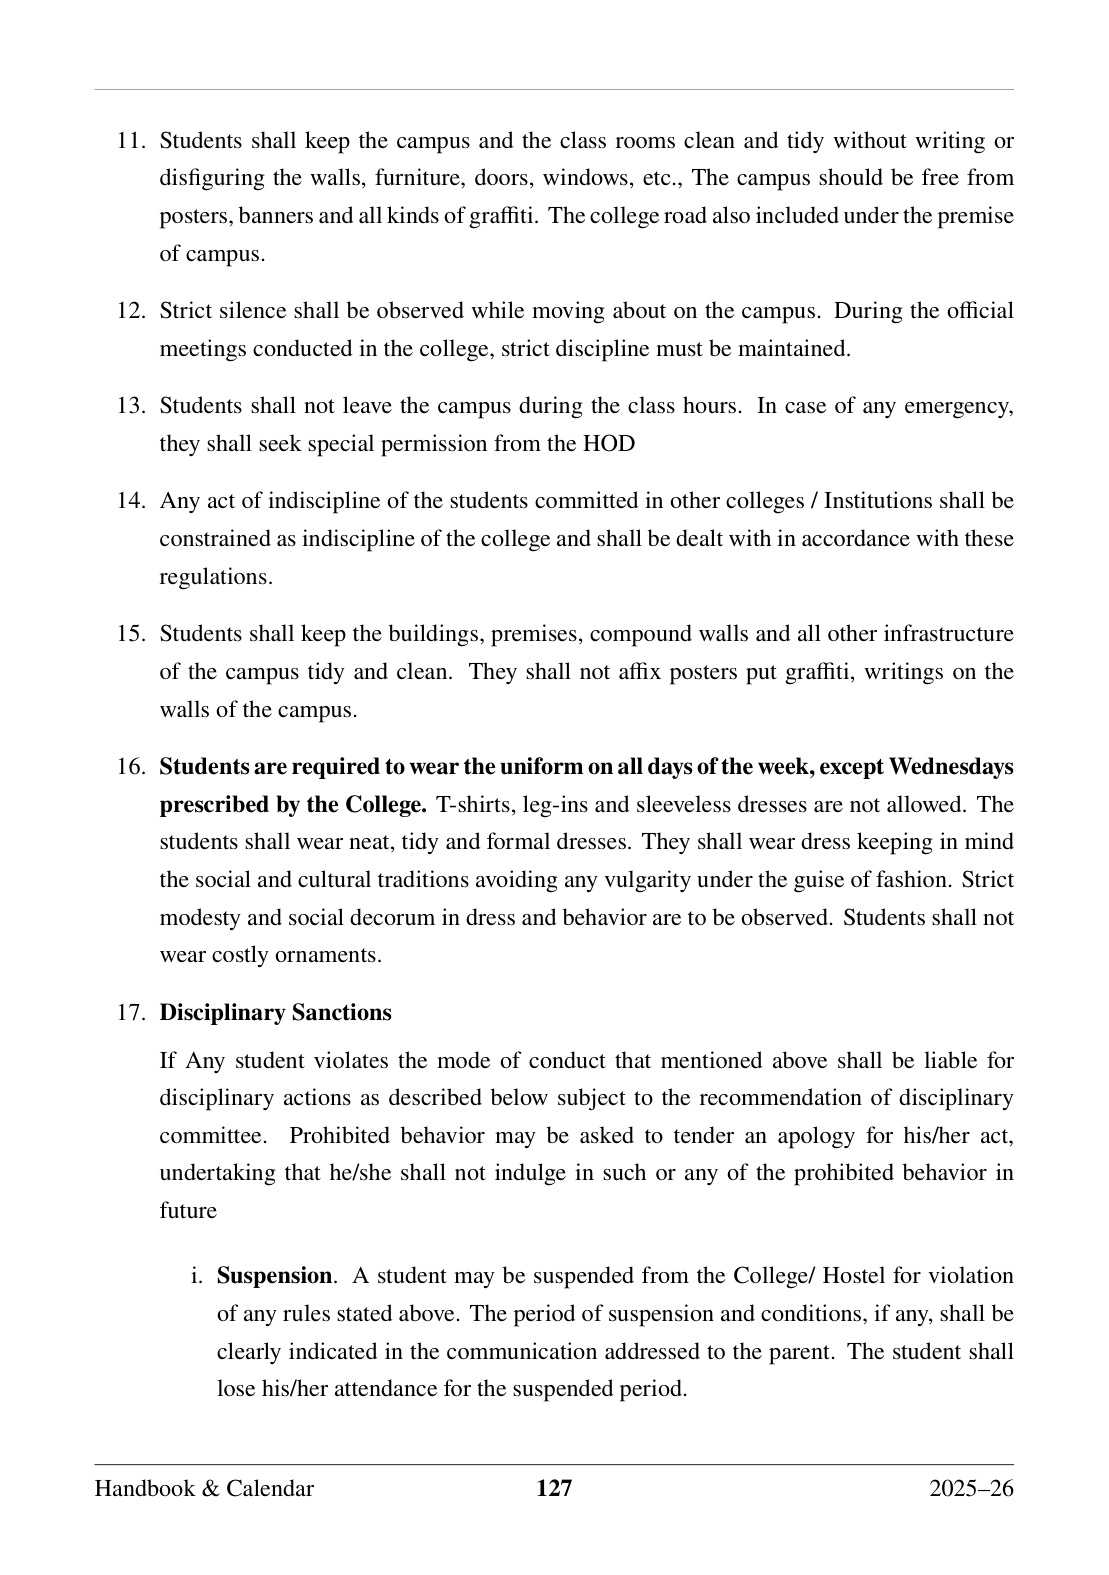 11. Students shall keep the campus and the class rooms clean and tidy without writing or
disfiguring the walls, furniture, doors, windows, etc., The campus should be free from
posters, banners and all kinds of graffiti. The college road also included under the premise
of campus.
12. Strict silence shall be observed while moving about on the campus. During the official
meetings conducted in the college, strict discipline must be maintained.
13. Students shall not leave the campus during the class hours. In case of any emergency,
they shall seek special permission from the HOD
14. Any act of indiscipline of the students committed in other colleges / Institutions shall be
constrained as indiscipline of the college and shall be dealt with in accordance with these
regulations.
15. Students shall keep the buildings, premises, compound walls and all other infrastructure
of the campus tidy and clean. They shall not affix posters put graffiti, writings on the
walls of the campus.
16. Students are required to wear the uniform on all days of the week, except Wednesdays
prescribed by the College. T-shirts, leg-ins and sleeveless dresses are not allowed. The
students shall wear neat, tidy and formal dresses. They shall wear dress keeping in mind
the social and cultural traditions avoiding any vulgarity under the guise of fashion. Strict
modesty and social decorum in dress and behavior are to be observed. Students shall not
wear costly ornaments.
17. Disciplinary Sanctions
If Any student violates the mode of conduct that mentioned above shall be liable for
disciplinary actions as described below subject to the recommendation of disciplinary
committee. Prohibited behavior may be asked to tender an apology for his/her act,
undertaking that he/she shall not indulge in such or any of the prohibited behavior in
future
i. Suspension. A student may be suspended from the College/ Hostel for violation
of any rules stated above. The period of suspension and conditions, if any, shall be
clearly indicated in the communication addressed to the parent. The student shall
lose his/her attendance for the suspended period.
Handbook & Calendar 127 2025–26